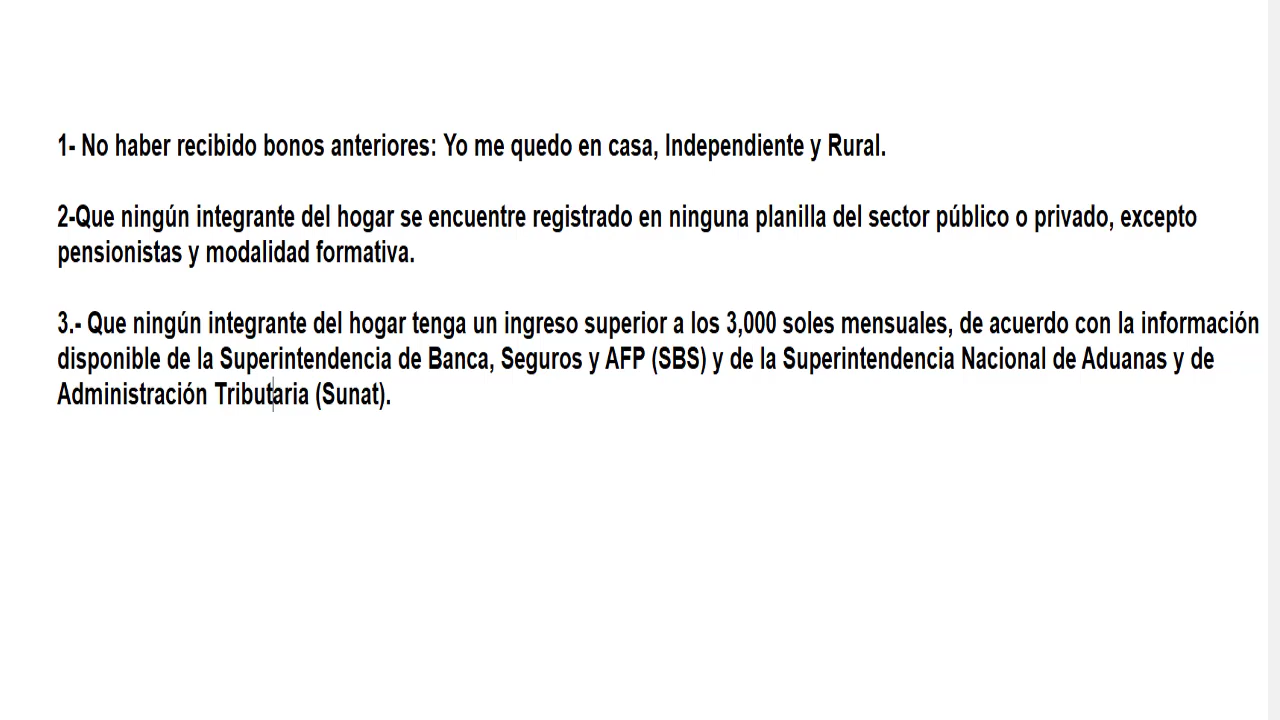 1- No haber recibido bonos anteriores: Yo me quedo en casa, Independiente y Rural.
2-Que ningún integrante del hogar se encuentre registrado en ninguna planilla del sector público o privado, excepto
pensionistas y modalidad formativa.
3.- Que ningún integrante del hogar tenga un ingreso superior a los 3,000 soles mensuales, de acuerdo con la información
disponible de la Superintendencia de Banca, Seguros y AFP (SBS) y de la Superintendencia Nacional de Aduanas y de
Administración Tributaria (Sunat).